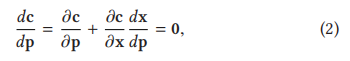 dc/dp = ∂c/∂p + ∂c/∂x dx/dp = 0, (2)